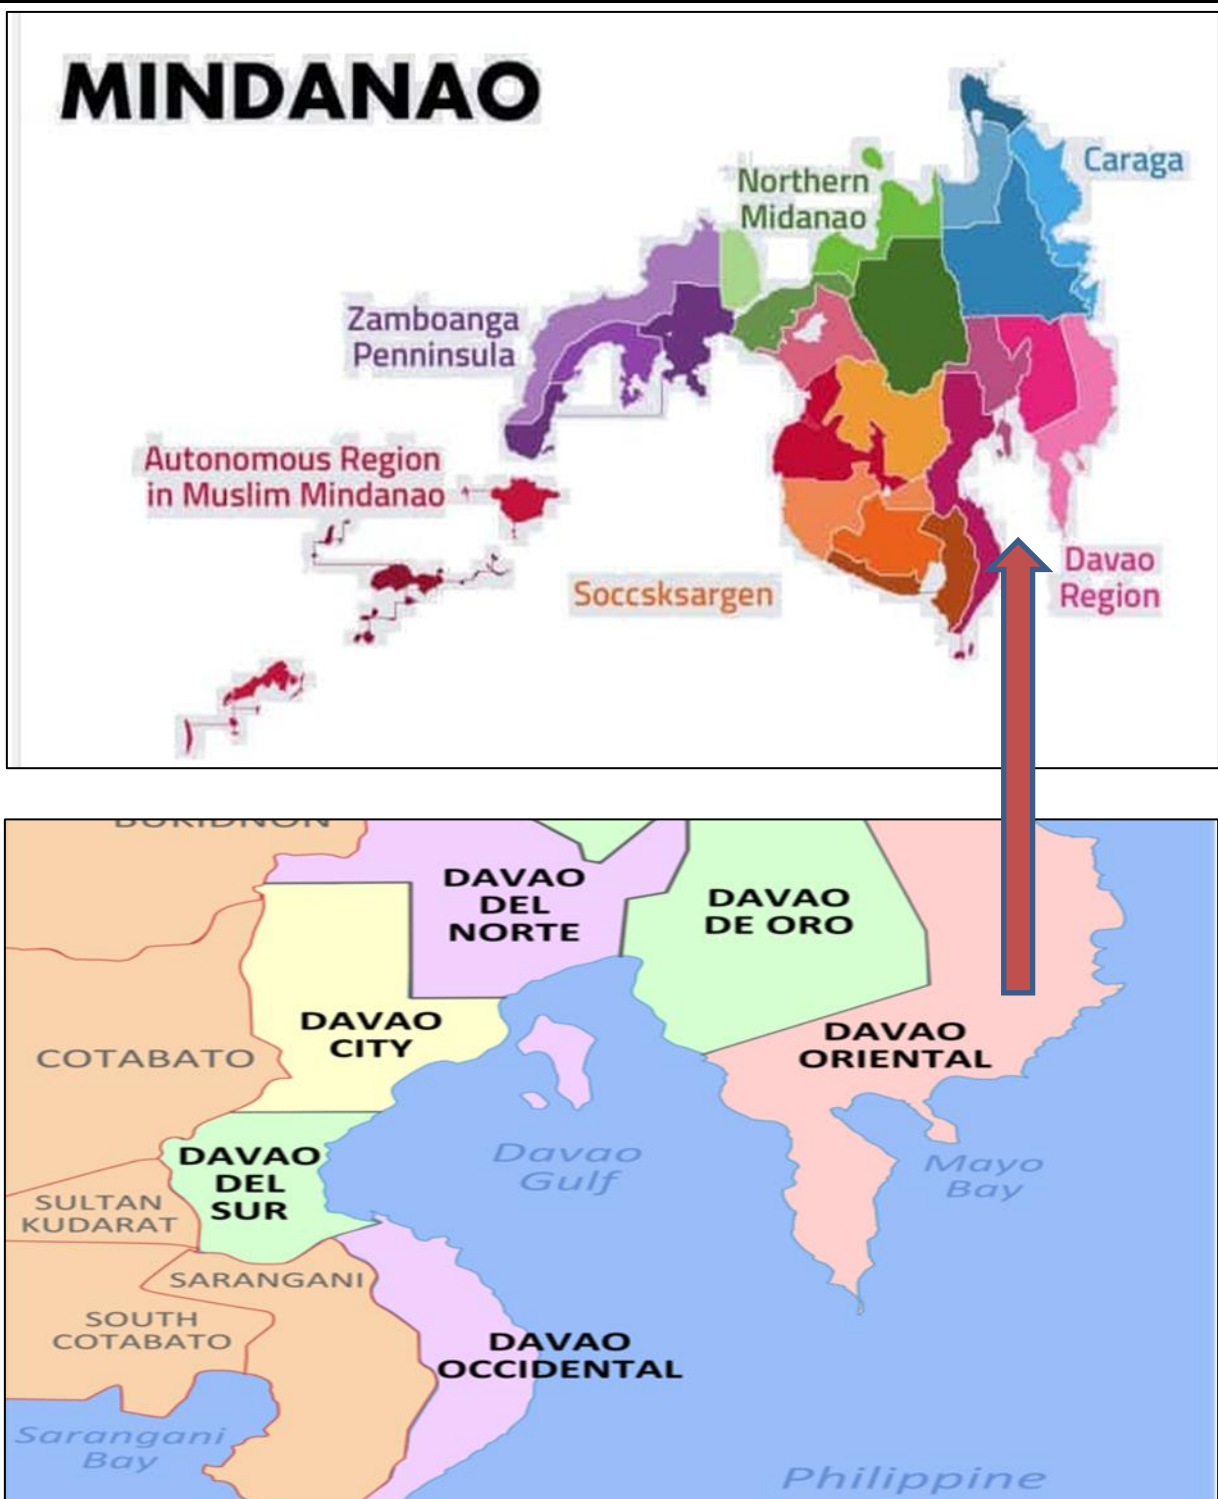 MINDANAO
Northern
Midanao
Caraga
Zamboanga
Penninsula
Autonomous Region
in Muslim Mindanao
Soccsksargen
Davao
Region
BUKIDNON
DAVAO
DEL
NORTE
DAVAO
DE ORO
DAVAO
CITY
DAVAO
ORIENTAL
COTABATO
DAVAO
DEL
SUR
Davao
Gulf
Mayo
Bay
SULTAN
KUDARAT
SARANGANI
SOUTH
COTABATO
DAVAO
OCCIDENTAL
Sarangani
Bay
Philippine